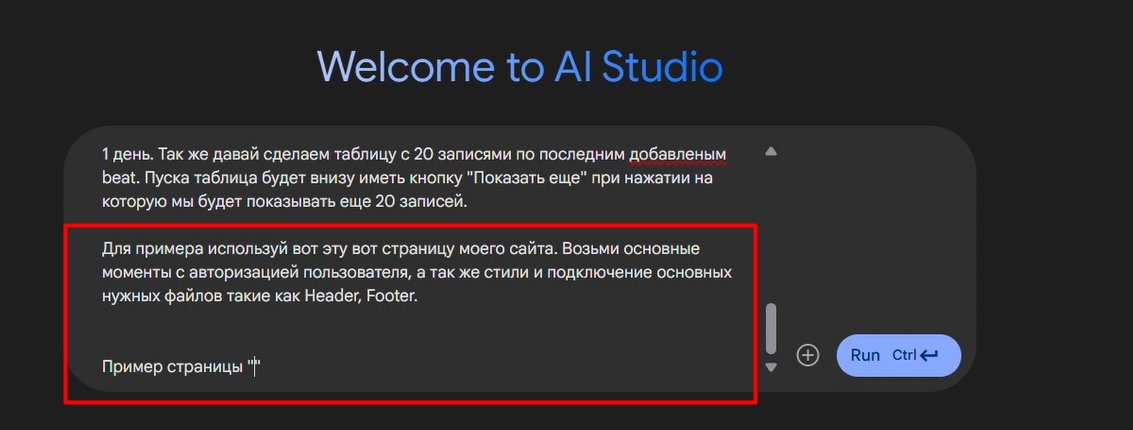 Welcome to AI Studio
1 день. Так же давай сделаем таблицу с 20 записями по последним добавленым
beat. Пуска таблица будет внизу иметь кнопку "Показать еще" при нажатии на
которую мы будет показывать еще 20 записей.
Для примера используй вот эту вот страницу моего сайта. Возьми основные
моменты с авторизацией пользователя, а так же стили и подключение основных
нужных файлов такие как Header, Footer.
Пример страницы ""
Run Ctrl